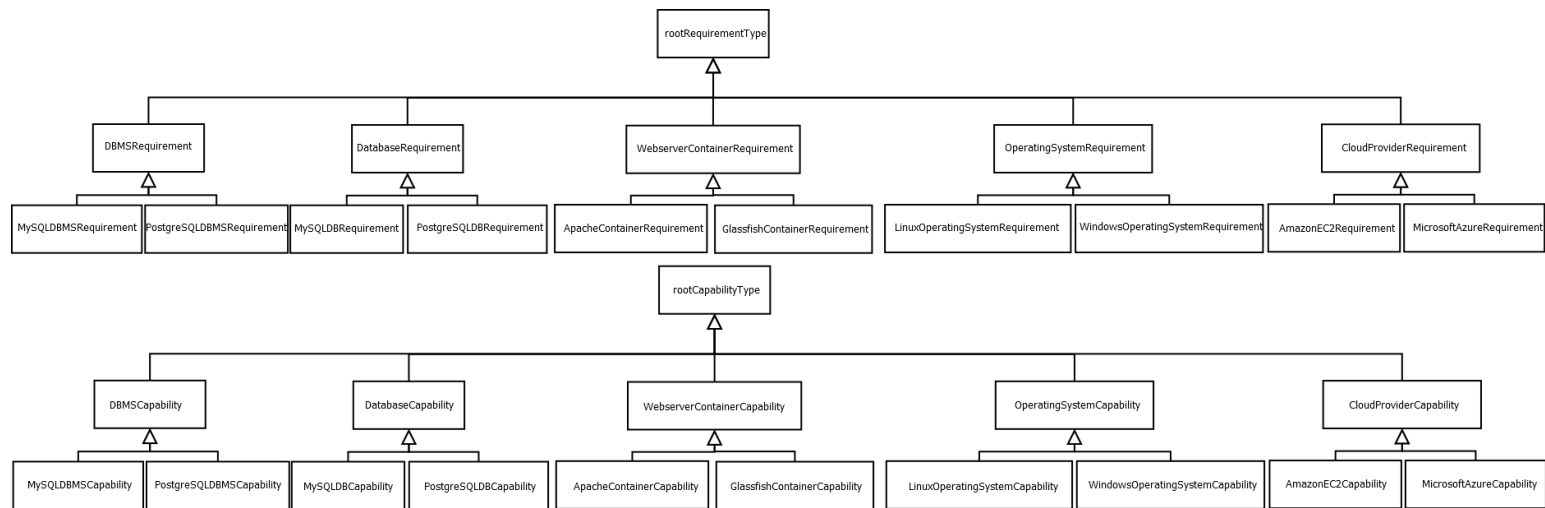 rootRequirementType
DBMSRequirement
DatabaseRequirement
WebserverContainerRequirement
OperatingSystemRequirement
CloudProviderRequirement
MySQLDBMSRequirement
PostgreSQLDBMSRequirement
MySQLDBRequirement
PostgreSQLDBRequirement
ApacheContainerRequirement
GlassfishContainerRequirement
LinuxOperatingSystemRequirement
WindowsOperatingSystemRequirement
AmazonEC2Requirement
MicrosoftAzureRequirement
rootCapabilityType
DBMSCapability
DatabaseCapability
WebserverContainerCapability
OperatingSystemCapability
CloudProviderCapability
MySQLDBMSCapability
PostgreSQLDBMSCapability
MySQLDBCapability
PostgreSQLDBCapability
ApacheContainerCapability
GlassfishContainerCapability
LinuxOperatingSystemCapability
WindowsOperatingSystemCapability
AmazonEC2Capability
MicrosoftAzureCapability